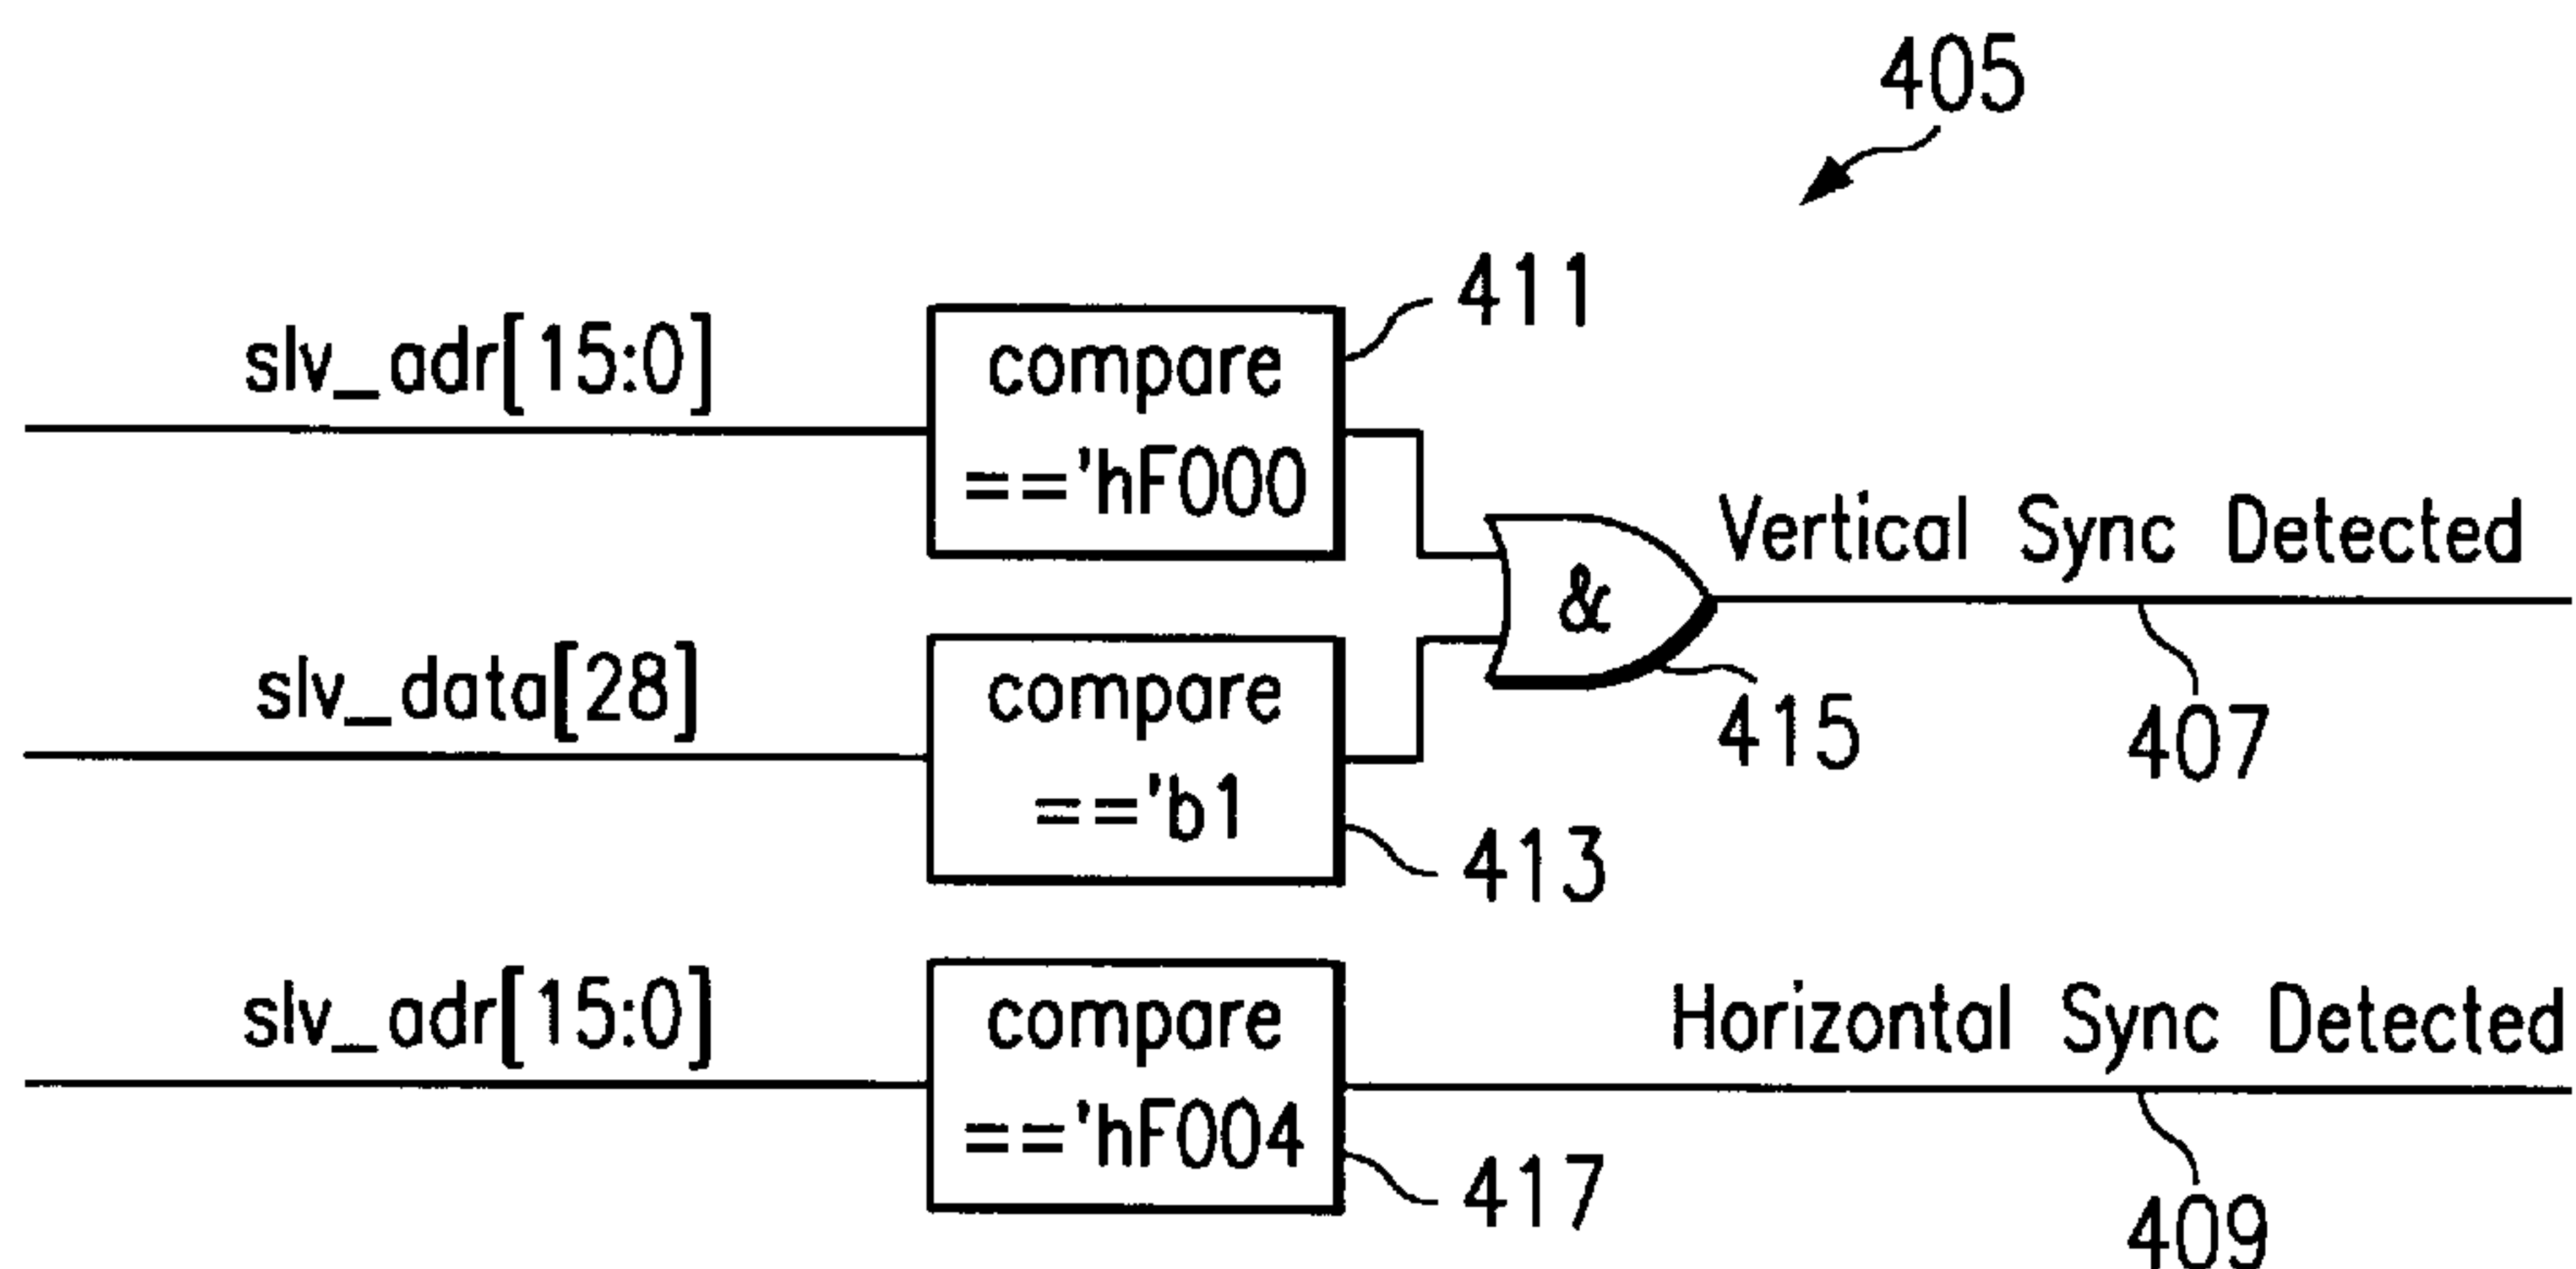 405
slv_adr[15:0]
compare
=='hF000
411
slv_data[28]
compare
=='b1
413
&
415
Vertical Sync Detected
407
slv_adr[15:0]
compare
=='hF004
417
Horizontal Sync Detected
409